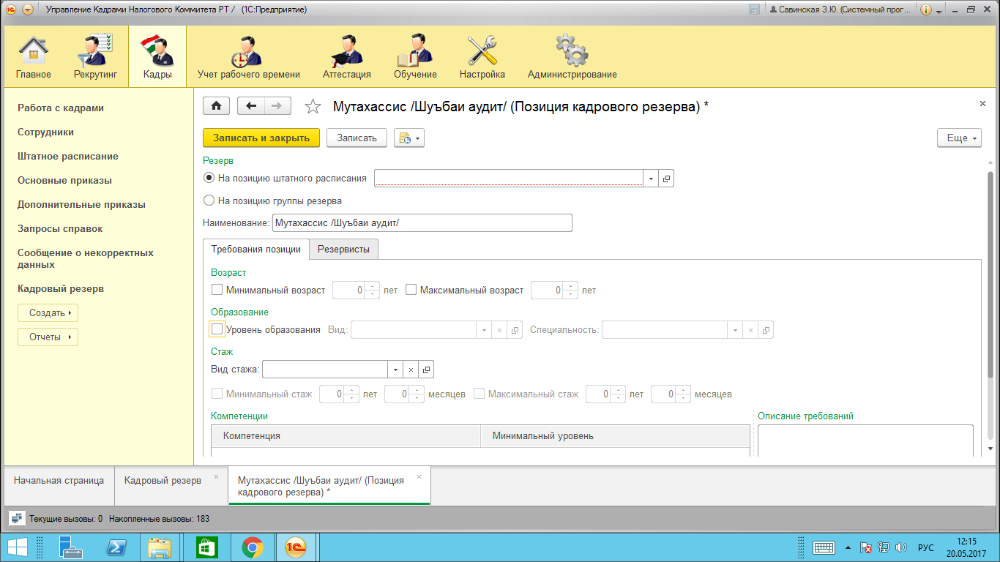 Управление Кадрами Налогового Коммитета РТ / (1С:Предприятие)
Савинская З.Ю. (Системный прог...
Главное
Рекрутинг
Кадры
Учет рабочего времени
Аттестация
Обучение
Настройка
Администрирование
Работа с кадрами
Сотрудники
Штатное расписание
Основные приказы
Дополнительные приказы
Запросы справок
Сообщение о некорректных
данных
Кадровый резерв
Создать
Отчеты
Мутахассис /Шуъбаи аудит/ (Позиция кадрового резерва) *
Записать и закрыть
Записать
Еще
Резерв
На позицию штатного расписания
На позицию группы резерва
Наименование: Мутахассис /Шуъбаи аудит/
Требования позиции
Резервисты
Возраст
Минимальный возраст 0 лет Максимальный возраст 0 лет
Образование
Уровень образования Вид: Специальность:
Стаж
Вид стажа:
Минимальный стаж 0 лет 0 месяцев Максимальный стаж 0 лет 0 месяцев
Компетенции
Описание требований
Компетенция
Минимальный уровень
Начальная страница
Кадровый резерв
Мутахассис /Шуъбаи аудит/ (Позиция
кадрового резерва) *
Текущие вызовы: 0 Накопленные вызовы: 183
1С
РУС
12:15
20.05.2017